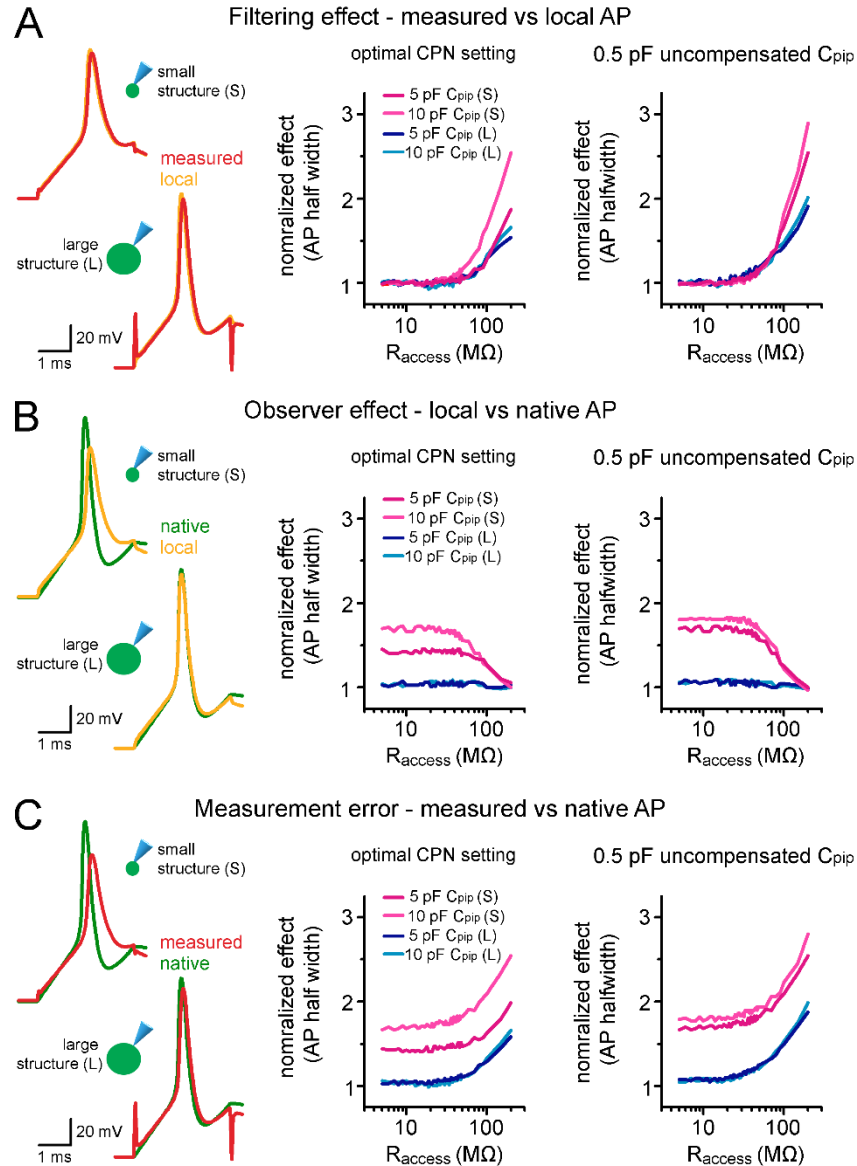 A
Filtering effect - measured vs local AP
small
structure (S)
measured
local
large
structure (L)
20 mV
1 ms
optimal CPN setting
5 pF Cpip (S)
10 pF Cpip (S)
5 pF Cpip (L)
10 pF Cpip (L)
nomralized effect
(AP half width)
3
2
1
10
100
Raccess (MΩ)
0.5 pF uncompensated Cpip
nomralized effect
(AP halfwidth)
3
2
1
10
100
Raccess (MΩ)
B
Observer effect - local vs native AP
small
structure (S)
native
local
large
structure (L)
20 mV
1 ms
optimal CPN setting
5 pF Cpip (S)
10 pF Cpip (S)
5 pF Cpip (L)
10 pF Cpip (L)
nomralized effect
(AP half width)
3
2
1
10
100
Raccess (MΩ)
0.5 pF uncompensated Cpip
nomralized effect
(AP halfwidth)
3
2
1
10
100
Raccess (MΩ)
C
Measurement error - measured vs native AP
small
structure (S)
measured
native
large
structure (L)
20 mV
1 ms
optimal CPN setting
5 pF Cpip (S)
10 pF Cpip (S)
5 pF Cpip (L)
10 pF Cpip (L)
nomralized effect
(AP half width)
3
2
1
10
100
Raccess (MΩ)
0.5 pF uncompensated Cpip
nomralized effect
(AP halfwidth)
3
2
1
10
100
Raccess (MΩ)